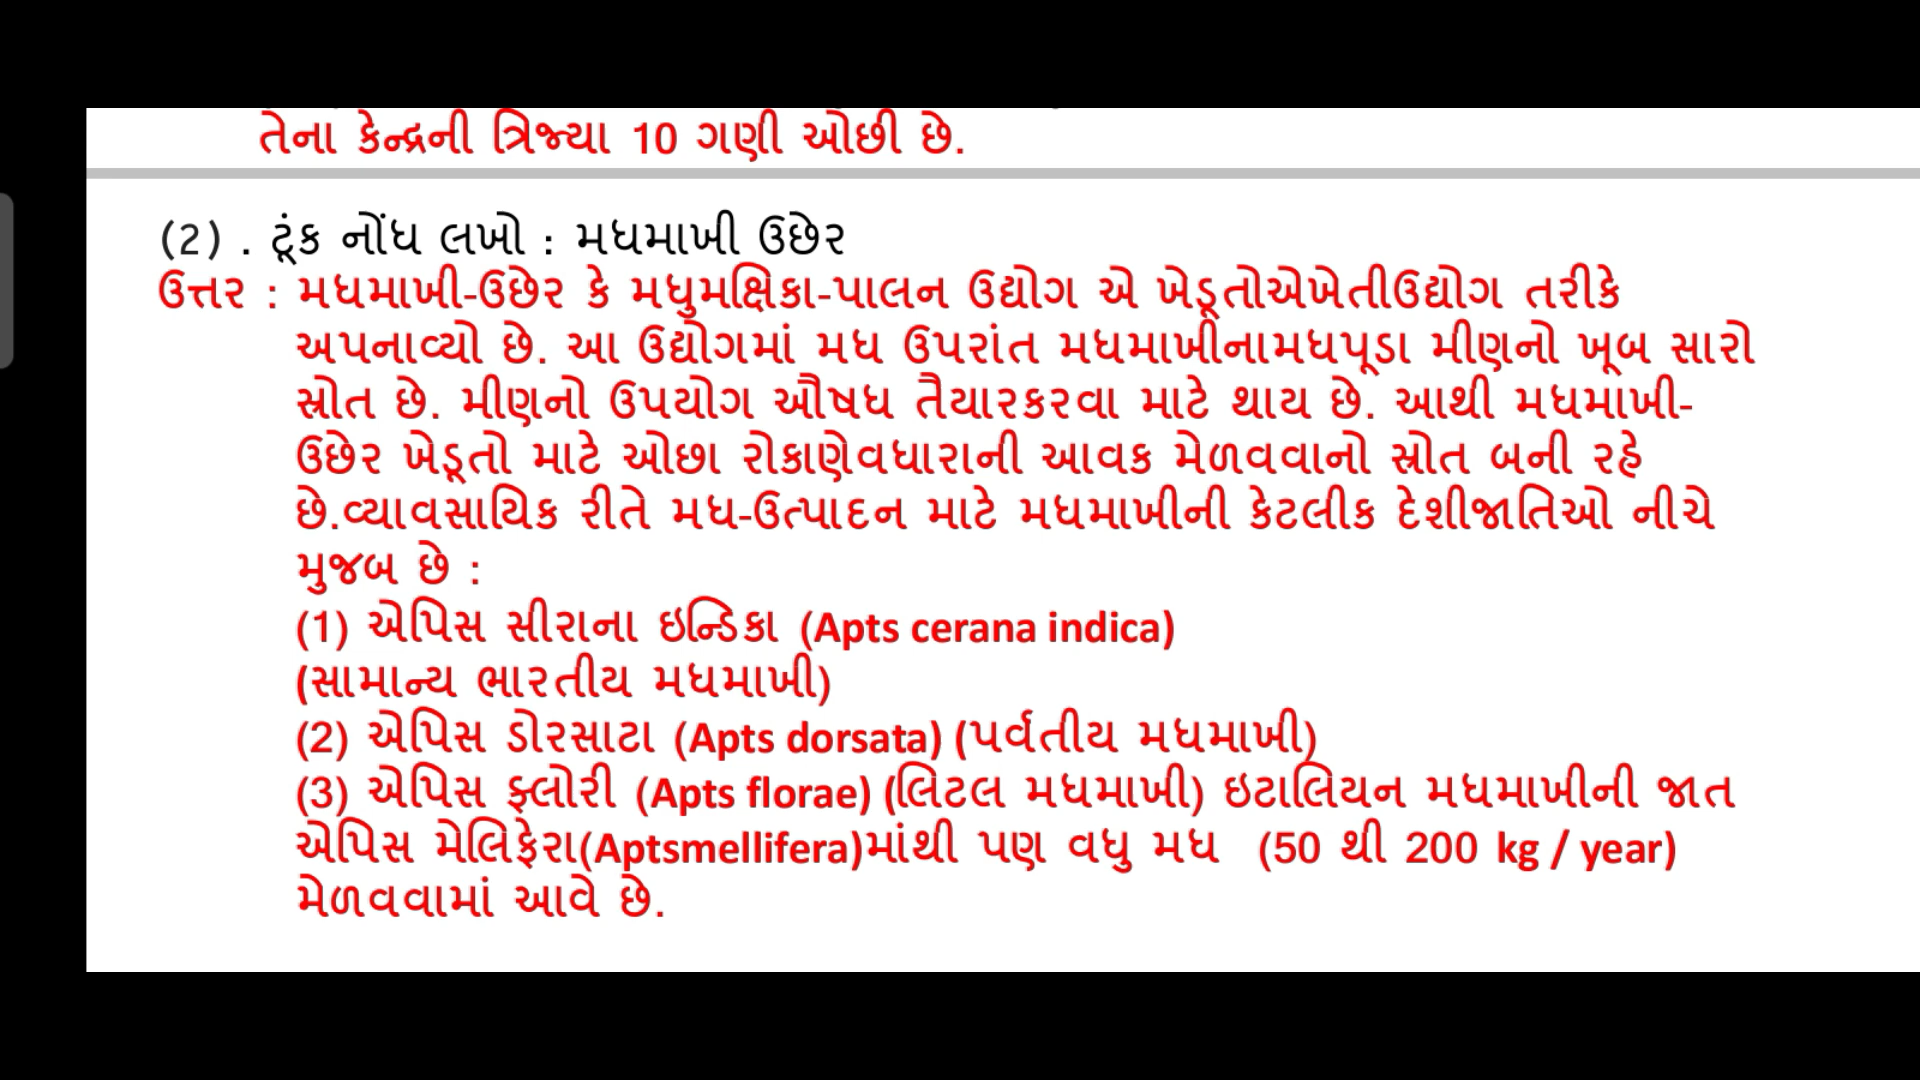 તેના કેન્દ્રની ત્રિજ્યા 10 ગણી ઓછી છે.
(2) . ટૂંક નોંધ લખો : મધમાખી ઉછેર
ઉત્તર : મધમાખી-ઉછેર કે મધુમક્ષિકા-પાલન ઉદ્યોગ એ ખેડૂતોએખેતીઉદ્યોગ તરીકે
અપનાવ્યો છે. આ ઉદ્યોગમાં મધ ઉપરાંત મધમાખીનામધપૂડા મીણનો ખૂબ સારો
સ્રોત છે. મીણનો ઉપયોગ ઔષધ તૈયારકરવા માટે થાય છે. આથી મધમાખી-
ઉછેર ખેડૂતો માટે ઓછા રોકાણેવધારાની આવક મેળવવાનો સ્રોત બની રહે
છે.વ્યાવસાયિક રીતે મધ-ઉત્પાદન માટે મધમાખીની કેટલીક દેશીજાતિઓ નીચે
મુજબ છે :
(1) એપિસ સીરાના ઇન્ડિકા (Apts cerana indica)
(સામાન્ય ભારતીય મધમાખી)
(2) એપિસ ડોરસાટા (Apts dorsata) (પર્વતીય મધમાખી)
(3) એપિસ ફ્લોરી (Apts florae) (લિટલ મધમાખી) ઇટાલિયન મધમાખીની જાત
એપિસ મેલિફેરા(Aptsmellifera)માંથી પણ વધુ મધ (50 થી 200 kg / year)
મેળવવામાં આવે છે.